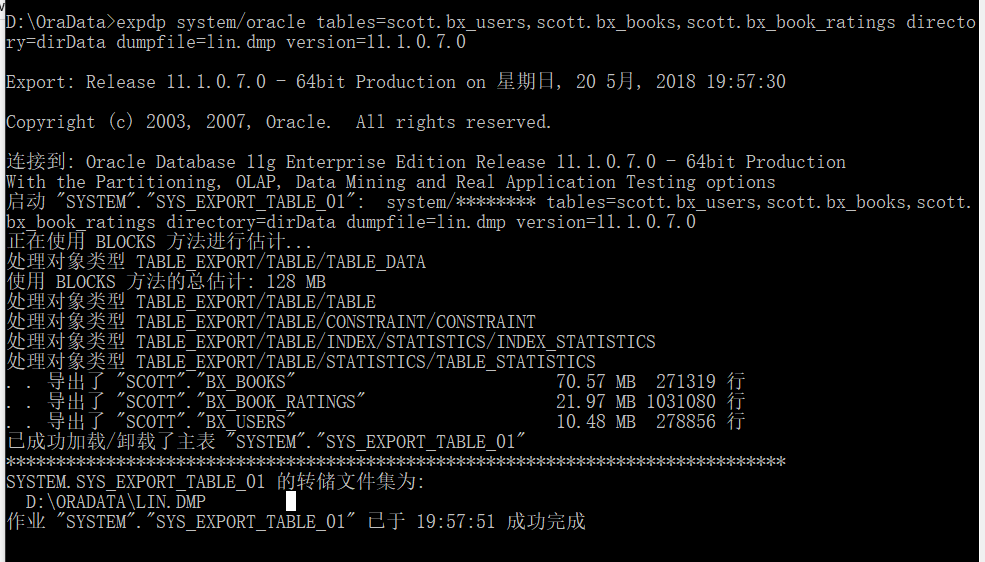 D:\OraData>expdp system/oracle tables=scott.bx_users,scott.bx_books,scott.bx_book_ratings directo
ry=dirData dumpfile=lin.dmp version=11.1.0.7.0
Export: Release 11.1.0.7.0 - 64bit Production on 星期日, 20 5月, 2018 19:57:30
Copyright (c) 2003, 2007, Oracle.  All rights reserved.
连接到: Oracle Database 11g Enterprise Edition Release 11.1.0.7.0 - 64bit Production
With the Partitioning, OLAP, Data Mining and Real Application Testing options
启动 "SYSTEM"."SYS_EXPORT_TABLE_01":  system/******** tables=scott.bx_users,scott.bx_books,scott.
bx_book_ratings directory=dirData dumpfile=lin.dmp version=11.1.0.7.0
正在使用 BLOCKS 方法进行估计...
处理对象类型 TABLE_EXPORT/TABLE/TABLE_DATA
使用 BLOCKS 方法的总估计: 128 MB
处理对象类型 TABLE_EXPORT/TABLE/TABLE
处理对象类型 TABLE_EXPORT/TABLE/CONSTRAINT/CONSTRAINT
处理对象类型 TABLE_EXPORT/TABLE/INDEX/STATISTICS/INDEX_STATISTICS
处理对象类型 TABLE_EXPORT/TABLE/STATISTICS/TABLE_STATISTICS
. . 导出了 "SCOTT"."BX_BOOKS"                          70.57 MB  271319 行
. . 导出了 "SCOTT"."BX_BOOK_RATINGS"                   21.97 MB 1031080 行
. . 导出了 "SCOTT"."BX_USERS"                          10.48 MB  278856 行
已成功加载/卸载了主表 "SYSTEM"."SYS_EXPORT_TABLE_01"
******************************************************************************
SYSTEM.SYS_EXPORT_TABLE_01 的转储文件集为:
  D:\ORADATA\LIN.DMP
作业 "SYSTEM"."SYS_EXPORT_TABLE_01" 已于 19:57:51 成功完成